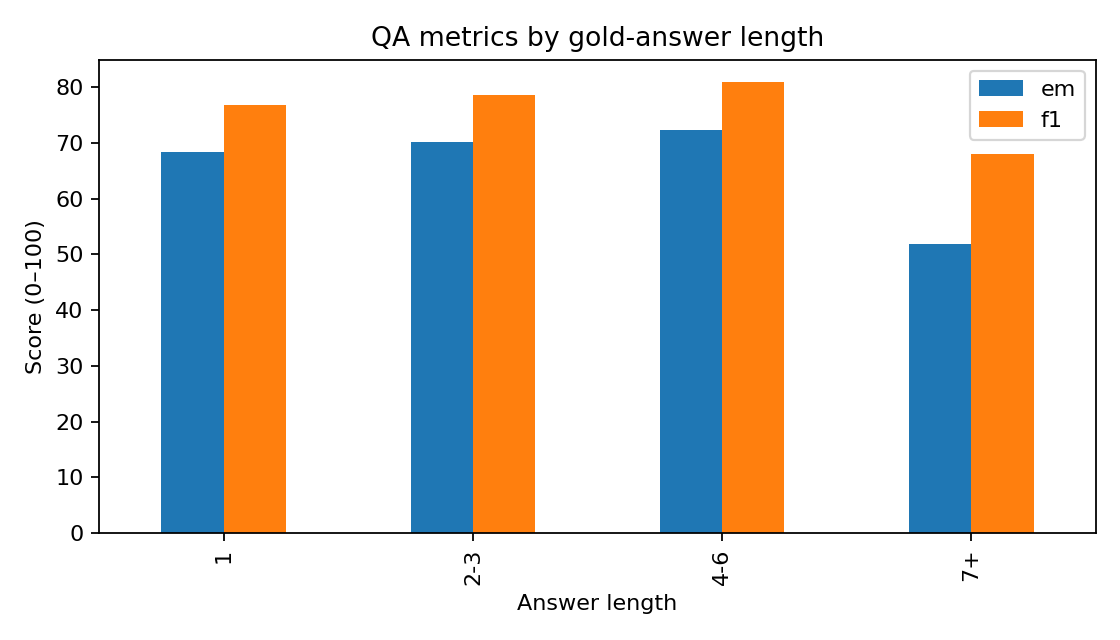 QA metrics by gold-answer length
em
f1
Score (0–100)
80
70
60
50
40
30
20
10
0
1
2-3
4-6
7+
Answer length